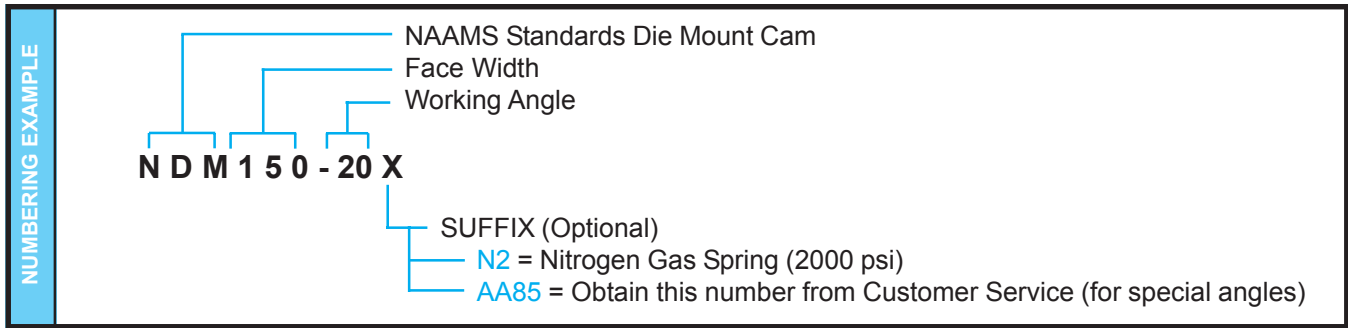 NUMBERING EXAMPLE
NAAMS Standards Die Mount Cam
Face Width
Working Angle
N D M 1 5 0 - 20 X
SUFFIX (Optional)
N2 = Nitrogen Gas Spring (2000 psi)
AA85 = Obtain this number from Customer Service (for special angles)